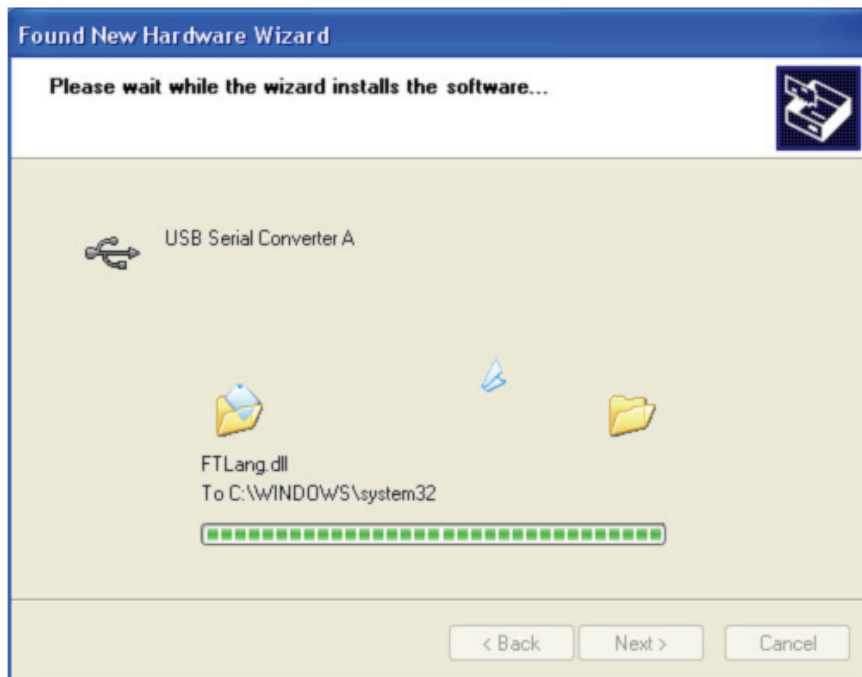 Found New Hardware Wizard
Please wait while the wizard installs the software...
USB Serial Converter A
FTLang.dll
To C:\WINDOWS\system32
< Back
Next >
Cancel